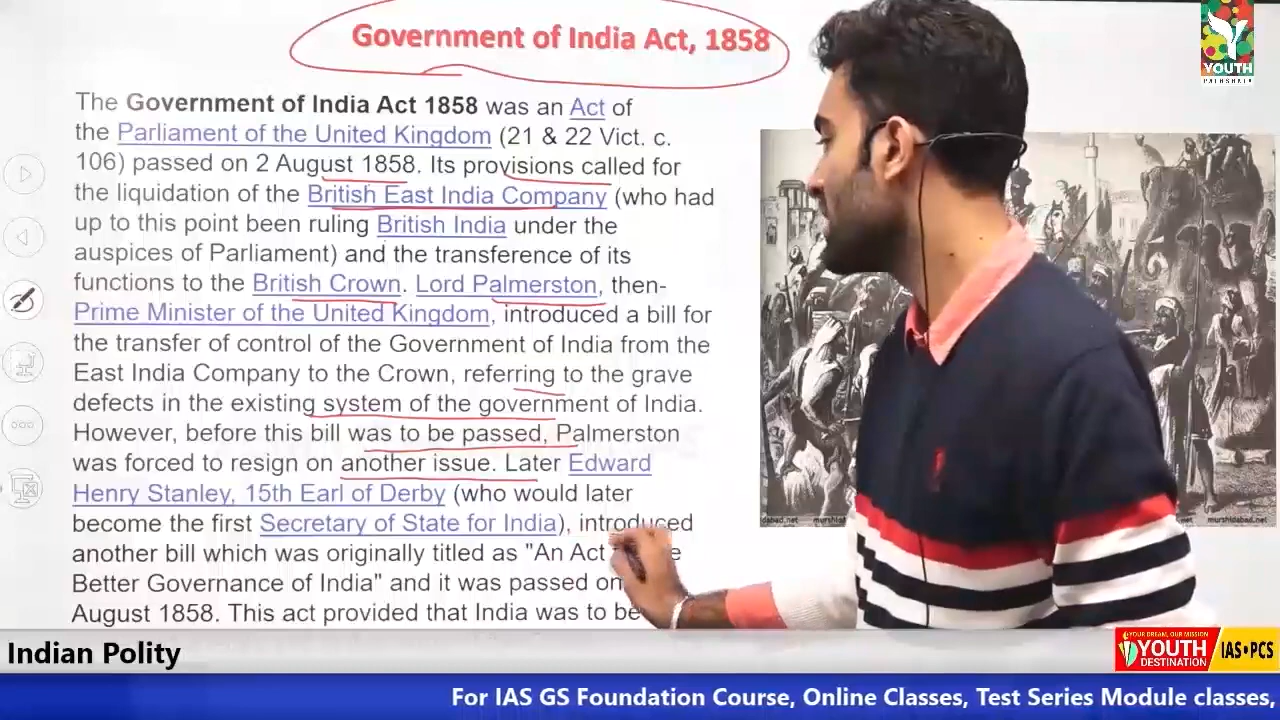 Government of India Act, 1858
The Government of India Act 1858 was an Act of
the Parliament of the United Kingdom (21 & 22 Vict. c.
106) passed on 2 August 1858. Its provisions called for
the liquidation of the British East India Company (who had
up to this point been ruling British India under the
auspices of Parliament) and the transference of its
functions to the British Crown. Lord Palmerston, then-
Prime Minister of the United Kingdom, introduced a bill for
the transfer of control of the Government of India from the
East India Company to the Crown, referring to the grave
defects in the existing system of the government of India.
However, before this bill was to be passed, Palmerston
was forced to resign on another issue. Later Edward
Henry Stanley, 15th Earl of Derby (who would later
become the first Secretary of State for India), introduced
another bill which was originally titled as "An Act
Better Governance of India" and it was passed on
August 1858. This act provided that India was to be
YOUTH
PATHSHALA
murshidabad.net
Indian Polity
YOUR DREAM, OUR MISSION
YOUTH
DESTINATION
IAS•PCS
For IAS GS Foundation Course, Online Classes, Test Series Module classes,